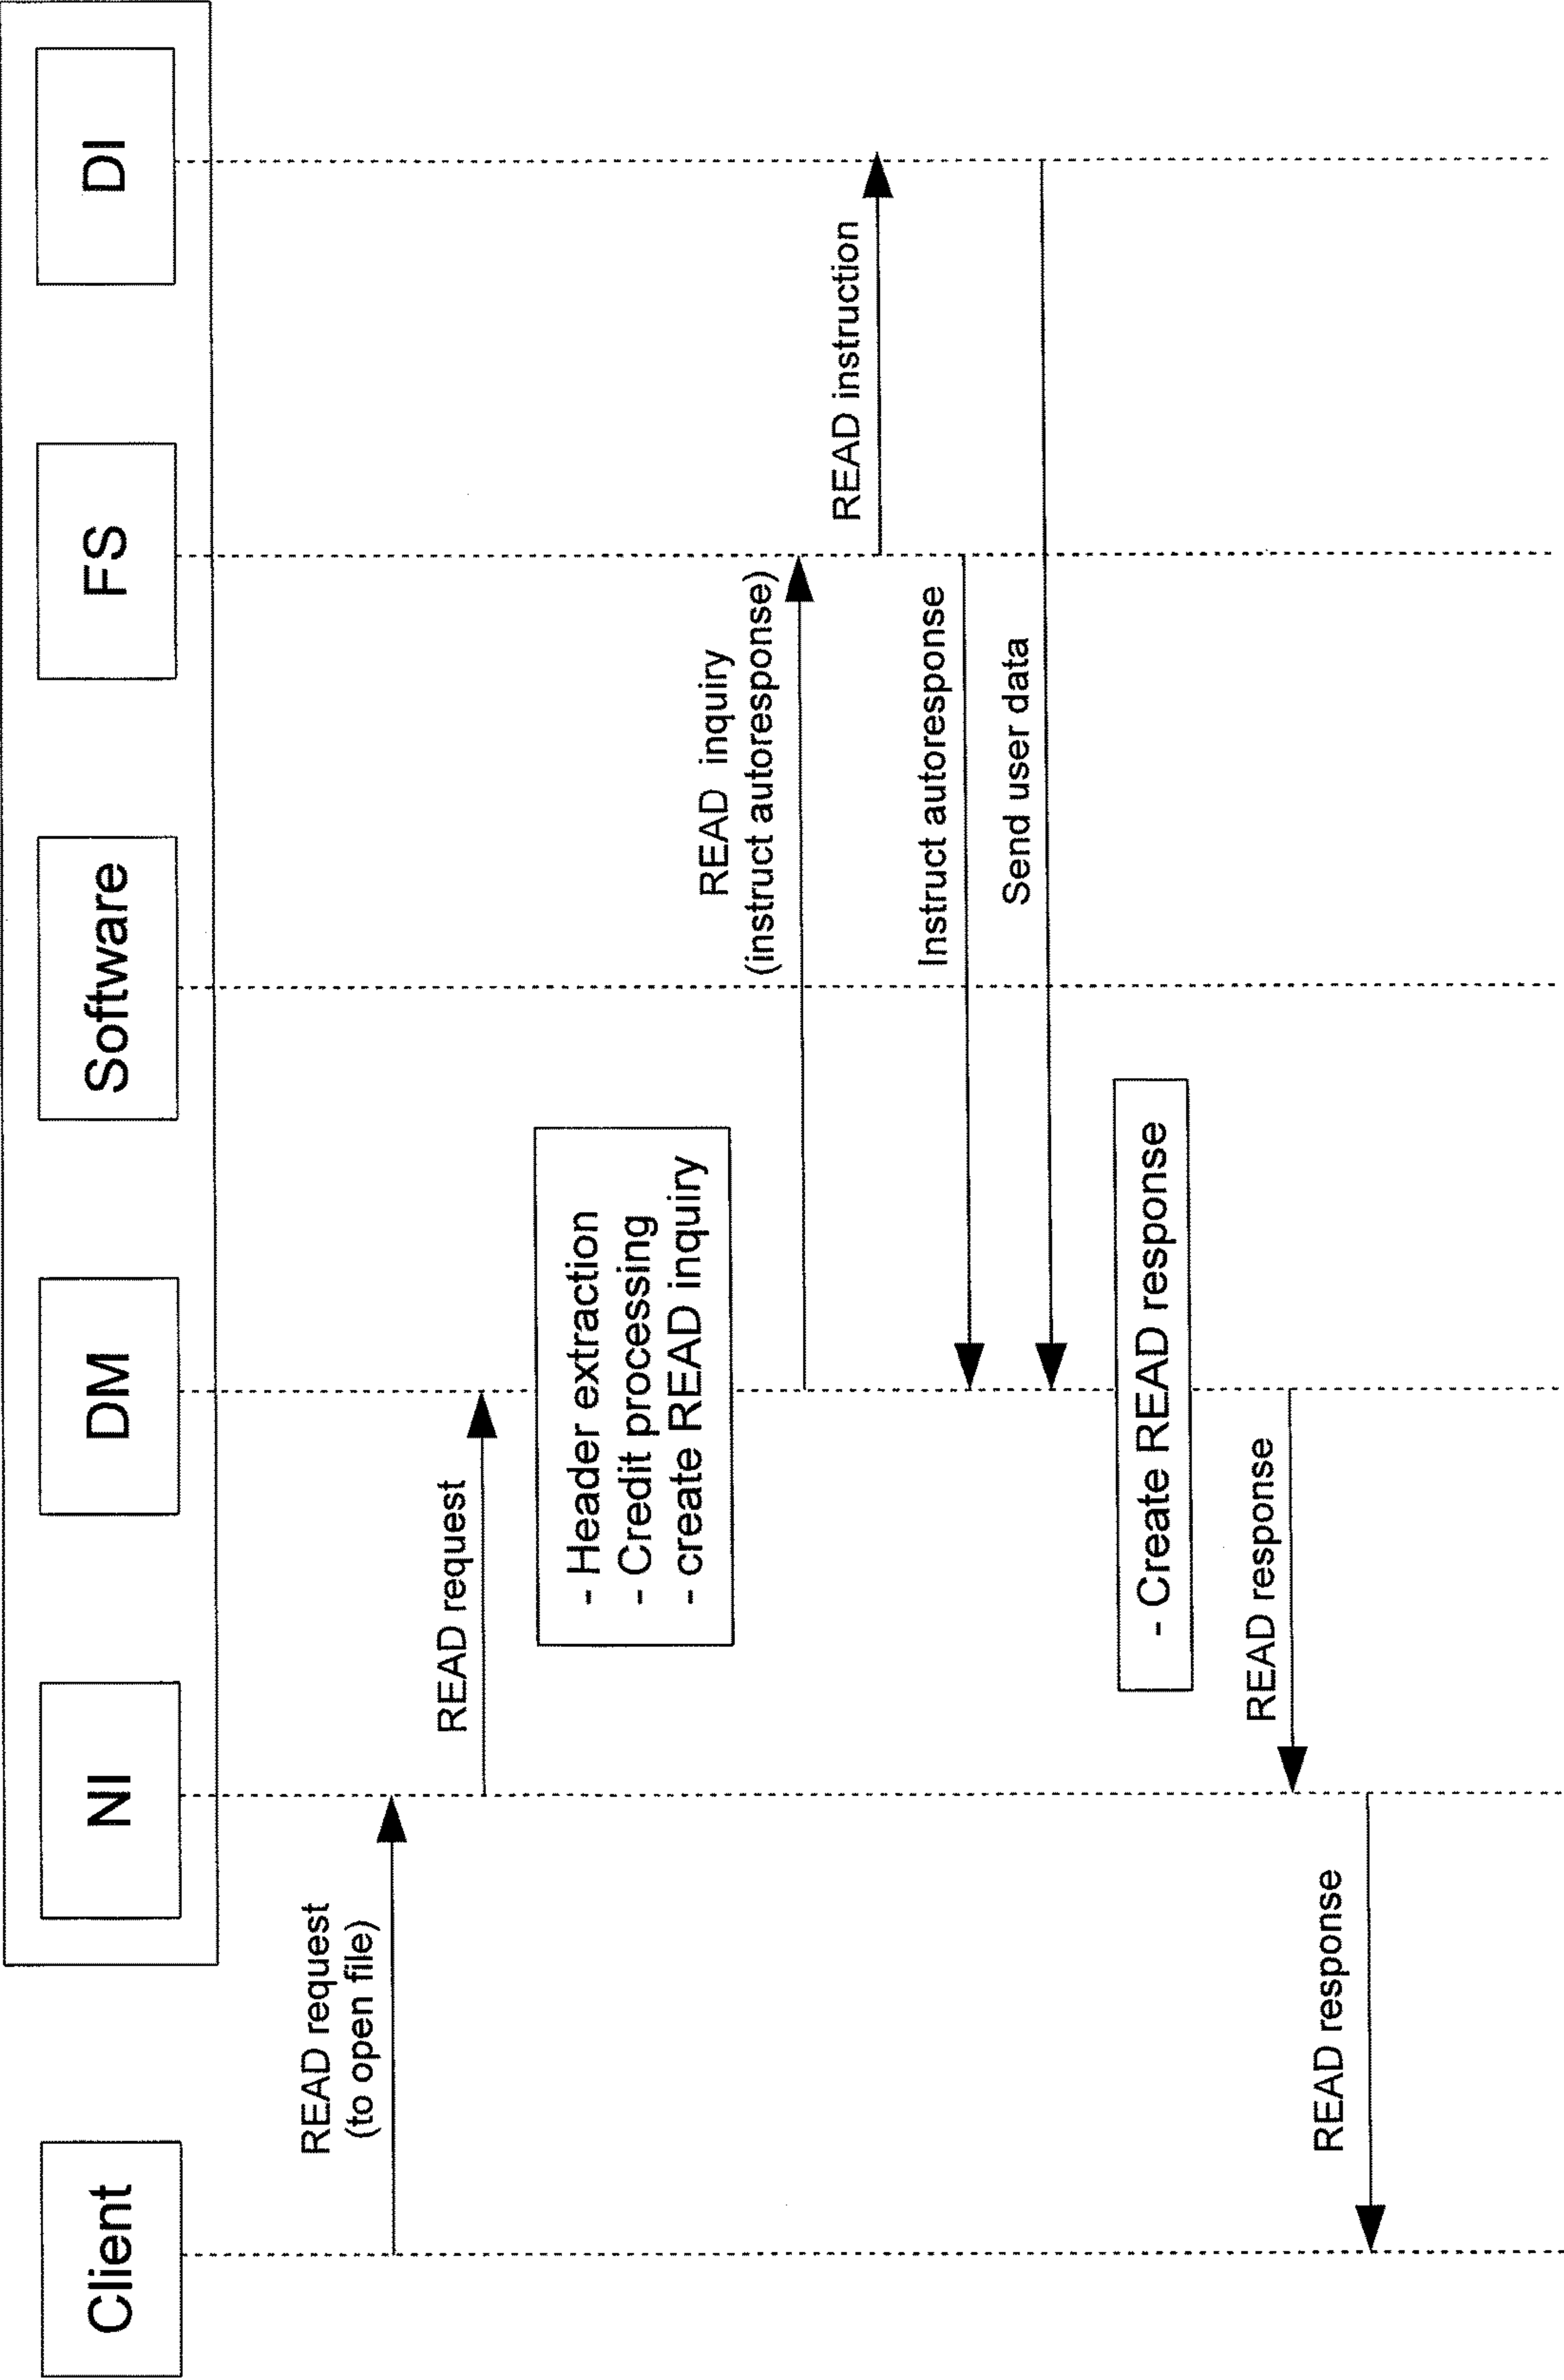 Client
NI
DM
Software
FS
DI
READ request
(to open file)
READ request
- Header extraction
- Credit processing
- create READ inquiry
READ inquiry
(instruct autoresponse)
READ instruction
Instruct autoresponse
Send user data
- Create READ response
READ response
READ response